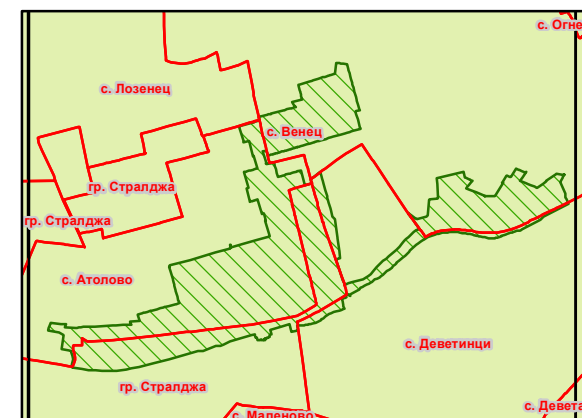 с. Огне
с. Лозенец
с. Венец
гр. Стралджа
гр. Стралджа
с. Атолово
с. Деветинци
гр. Стралджа
с. Девета
с. Маленово